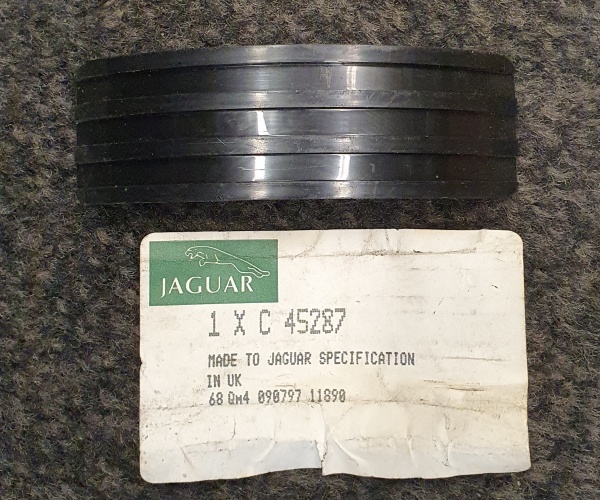 JAGUAR
1 X C 45287
MADE TO JAGUAR SPECIFICATION
IN UK
68 Qm4 090797 11890